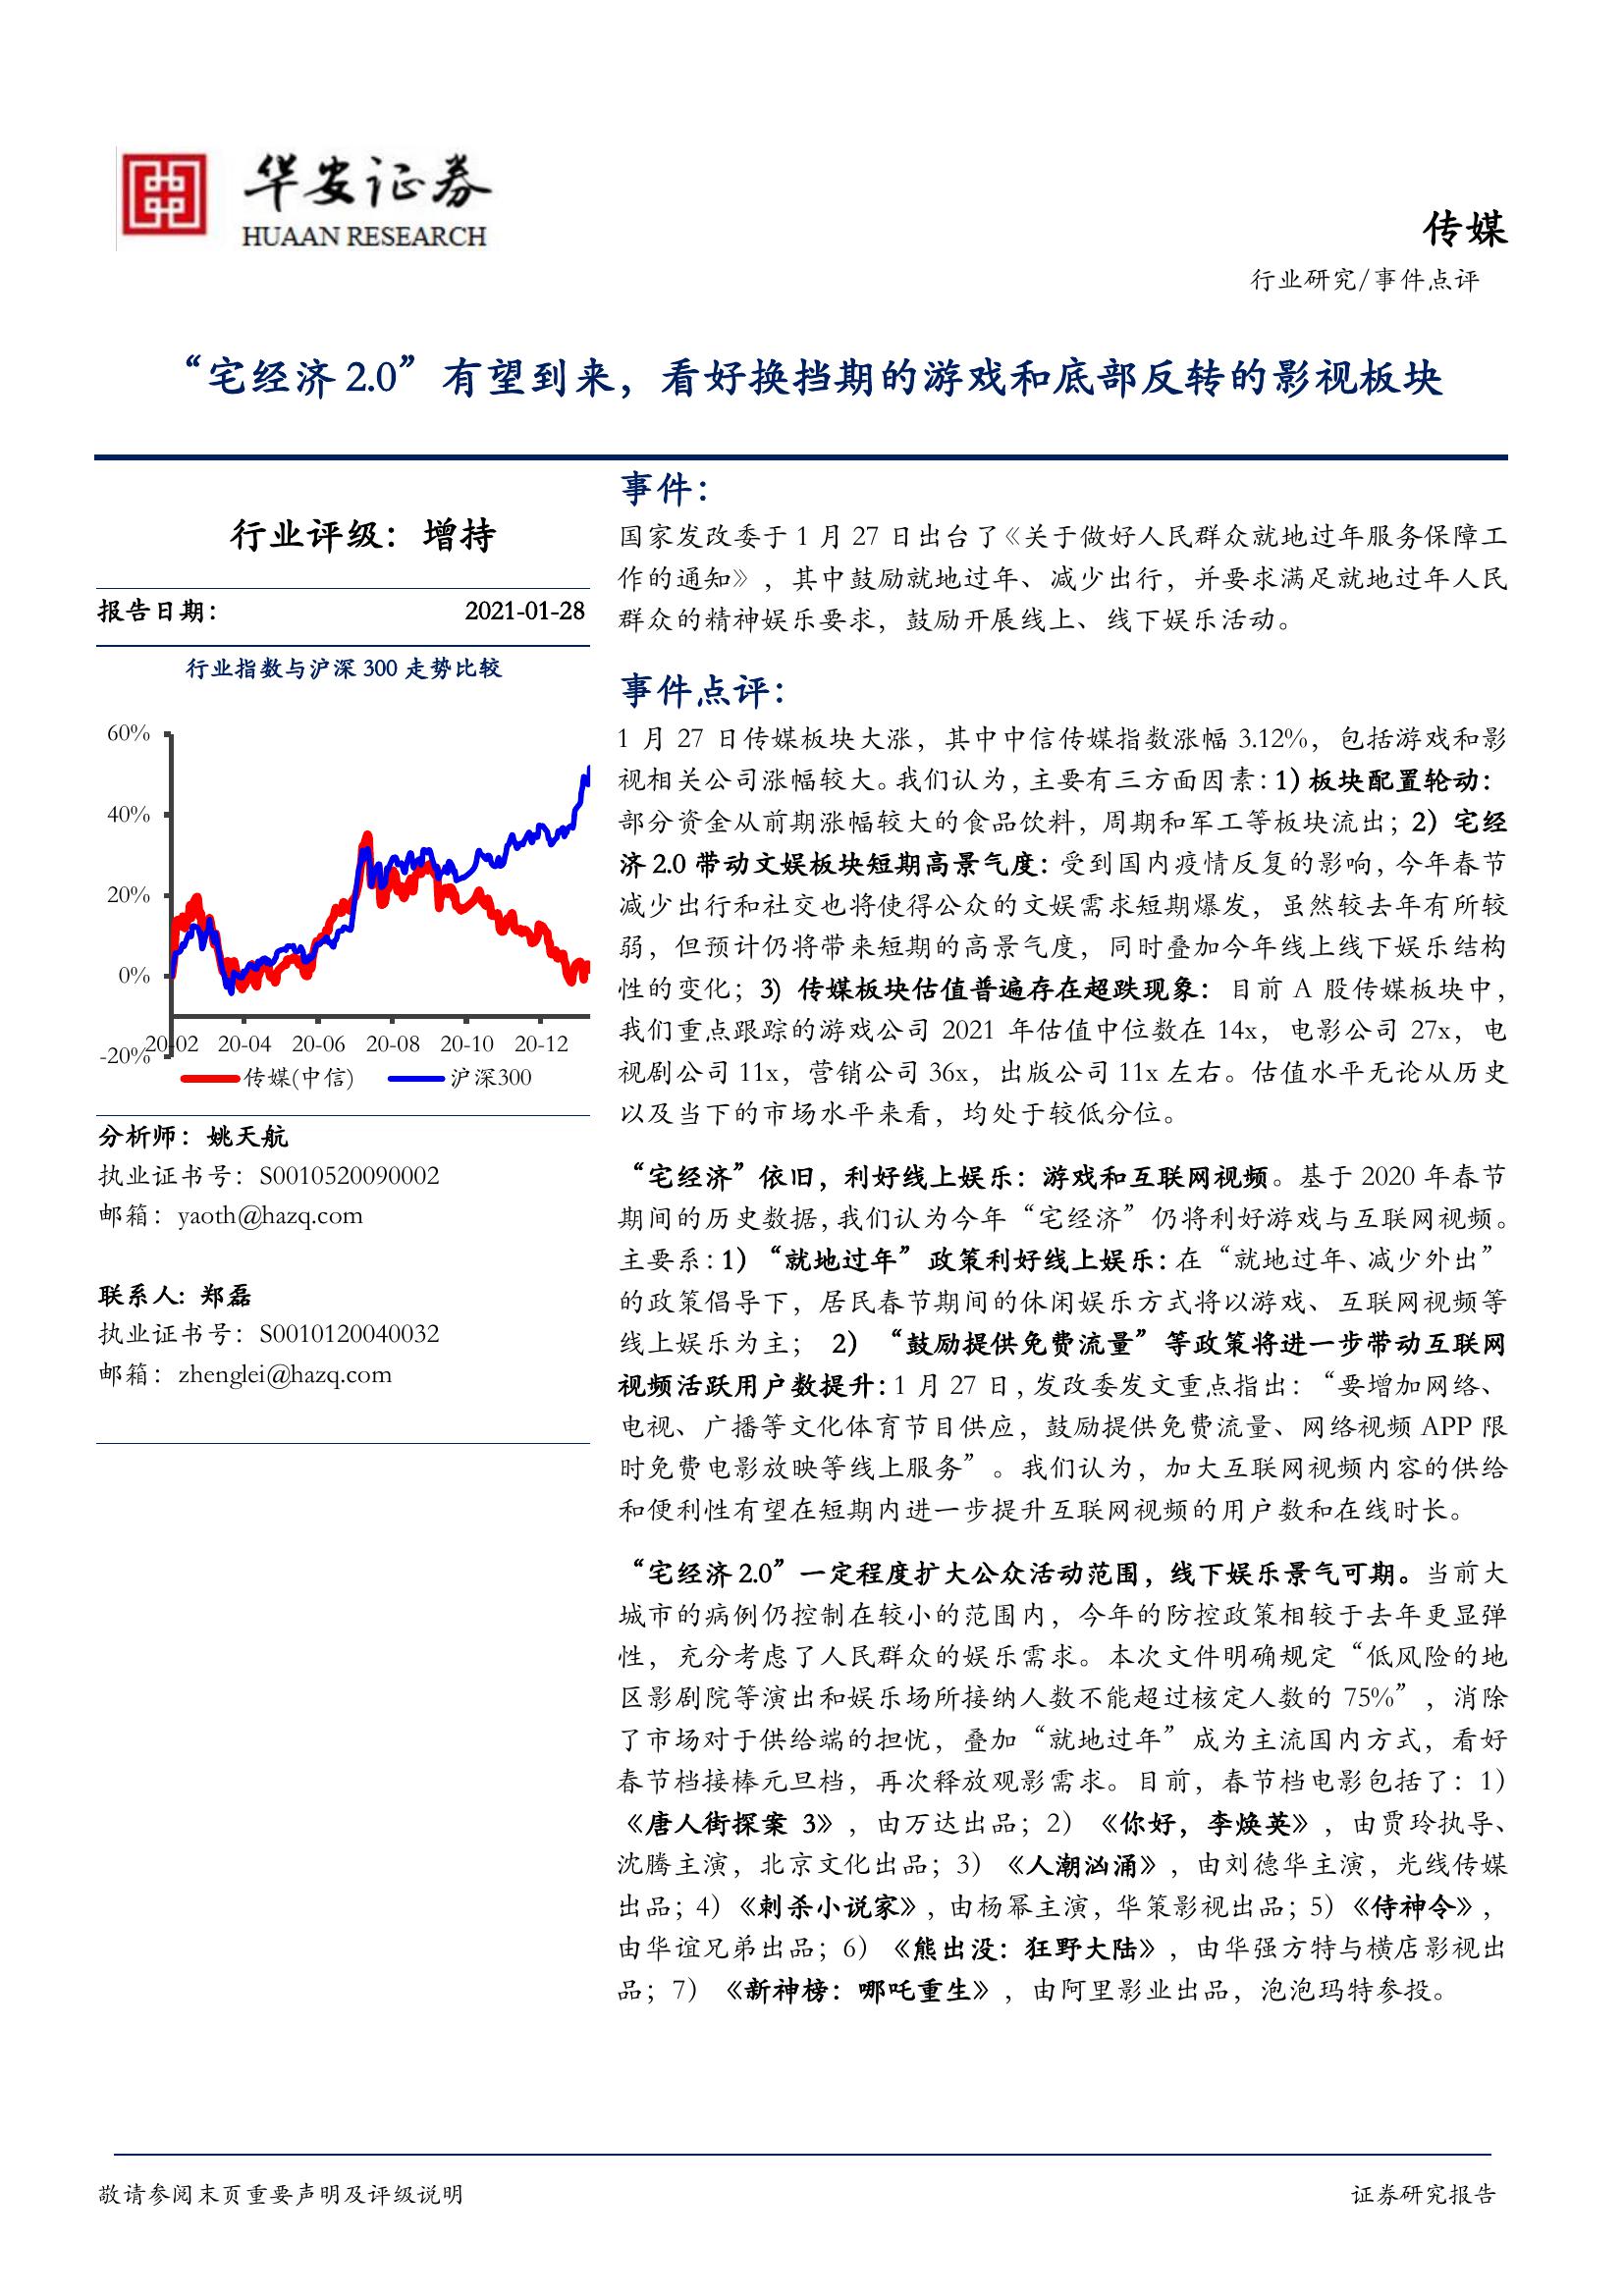 华安证券
HUAAN RESEARCH
传媒
行业研究/事件点评
“宅经济 2.0”有望到来，看好换挡期的游戏和底部反转的影视板块
行业评级：增持
报告日期： 2021-01-28
行业指数与沪深 300 走势比较
60%
40%
20%
0%
-20%
20-02 20-04 20-06 20-08 20-10 20-12
传媒(中信) 沪深300
分析师：姚天航
执业证书号：S0010520090002
邮箱：yaoth@hazq.com
联系人：郑磊
执业证书号：S0010120040032
邮箱：zhenglei@hazq.com
事件：
国家发改委于 1 月 27 日出台了《关于做好人民群众就地过年服务保障工
作的通知》，其中鼓励就地过年、减少出行，并要求满足就地过年人民
群众的精神娱乐要求，鼓励开展线上、线下娱乐活动。
事件点评：
1 月 27 日传媒板块大涨，其中中信传媒指数涨幅 3.12%，包括游戏和影
视相关公司涨幅较大。我们认为，主要有三方面因素：1) 板块配置轮动：
部分资金从前期涨幅较大的食品饮料，周期和军工等板块流出；2）宅经
济 2.0 带动文娱板块短期高景气度：受到国内疫情反复的影响，今年春节
减少出行和社交也将使得公众的文娱需求短期爆发，虽然较去年有所较
弱，但预计仍将带来短期的高景气度，同时叠加今年线上线下娱乐结构
性的变化；3) 传媒板块估值普遍存在超跌现象：目前 A 股传媒板块中，
我们重点跟踪的游戏公司 2021 年估值中位数在 14x，电影公司 27x，电
视剧公司 11x，营销公司 36x，出版公司 11x 左右。估值水平无论从历史
以及当下的市场水平来看，均处于较低分位。
“宅经济”依旧，利好线上娱乐：游戏和互联网视频。基于 2020 年春节
期间的历史数据，我们认为今年“宅经济”仍将利好游戏与互联网视频。
主要系：1）“就地过年”政策利好线上娱乐：在“就地过年、减少外出”
的政策倡导下，居民春节期间的休闲娱乐方式将以游戏、互联网视频等
线上娱乐为主； 2）“鼓励提供免费流量”等政策将进一步带动互联网
视频活跃用户数提升：1 月 27 日，发改委发文重点指出：“要增加网络、
电视、广播等文化体育节目供应，鼓励提供免费流量、网络视频 APP 限
时免费电影放映等线上服务”。我们认为，加大互联网视频内容的供给
和便利性有望在短期内进一步提升互联网视频的用户数和在线时长。
“宅经济 2.0”一定程度扩大公众活动范围，线下娱乐景气可期。当前大
城市的病例仍控制在较小的范围内，今年的防控政策相较于去年更显弹
性，充分考虑了人民群众的娱乐需求。本次文件明确规定“低风险的地
区影剧院等演出和娱乐场所接纳人数不能超过核定人数的 75%”，消除
了市场对于供给端的担忧，叠加“就地过年”成为主流国内方式，看好
春节档接棒元旦档，再次释放观影需求。目前，春节档电影包括了：1）
《唐人街探案 3》，由万达出品；2）《你好，李焕英》，由贾玲执导、
沈腾主演，北京文化出品；3）《人潮汹涌》，由刘德华主演，光线传媒
出品；4）《刺杀小说家》，由杨幂主演，华策影视出品；5）《侍神令》，
由华谊兄弟出品；6）《熊出没：狂野大陆》，由华强方特与横店影视出
品；7）《新神榜：哪吒重生》，由阿里影业出品，泡泡玛特参投。
敬请参阅末页重要声明及评级说明 证券研究报告